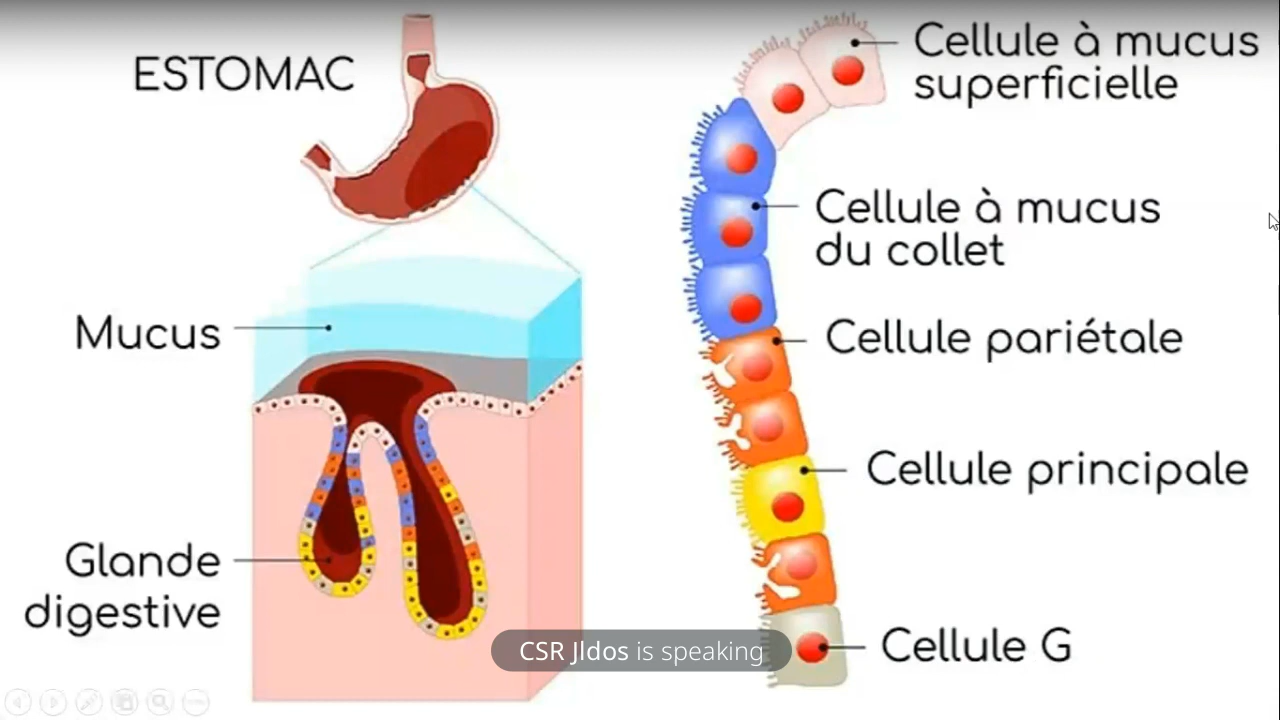 ESTOMAC
Mucus
Glande
digestive
Cellule à mucus
superficielle
Cellule à mucus
du collet
Cellule pariétale
Cellule principale
Cellule G
CSR Jldos is speaking